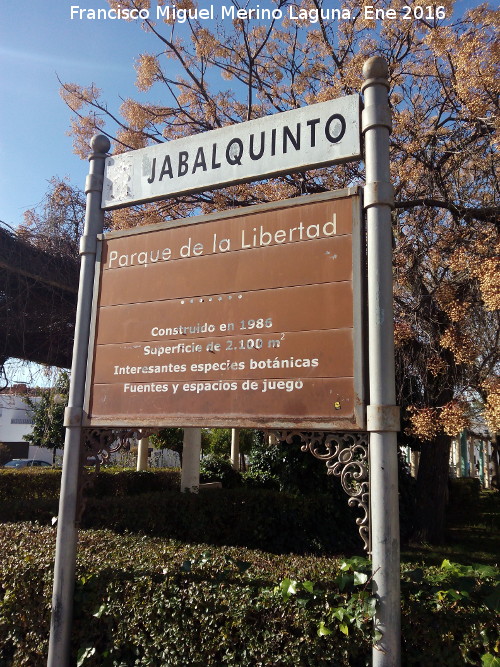 Francisco Miguel Merino Laguna. Ene 2016
JABALQUINTO
Parque de la Libertad
Construido en 1986
Superficie de 2.100 m²
Interesantes especies botánicas
Fuentes y espacios de juego